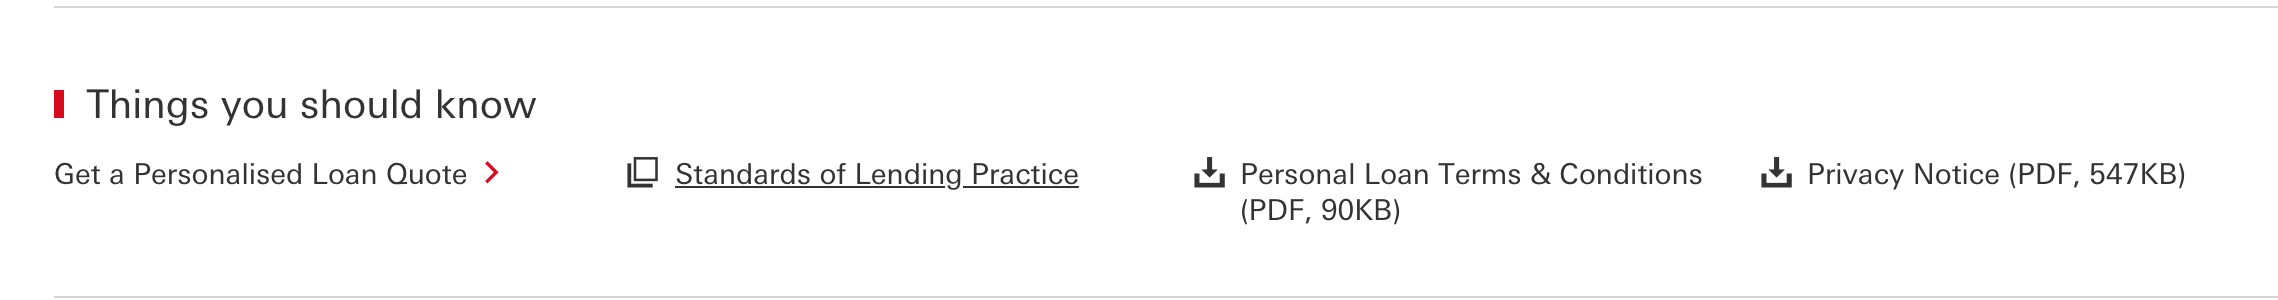 Things you should know
Get a Personalised Loan Quote
Standards of Lending Practice
Personal Loan Terms & Conditions
(PDF, 90KB)
Privacy Notice (PDF, 547KB)